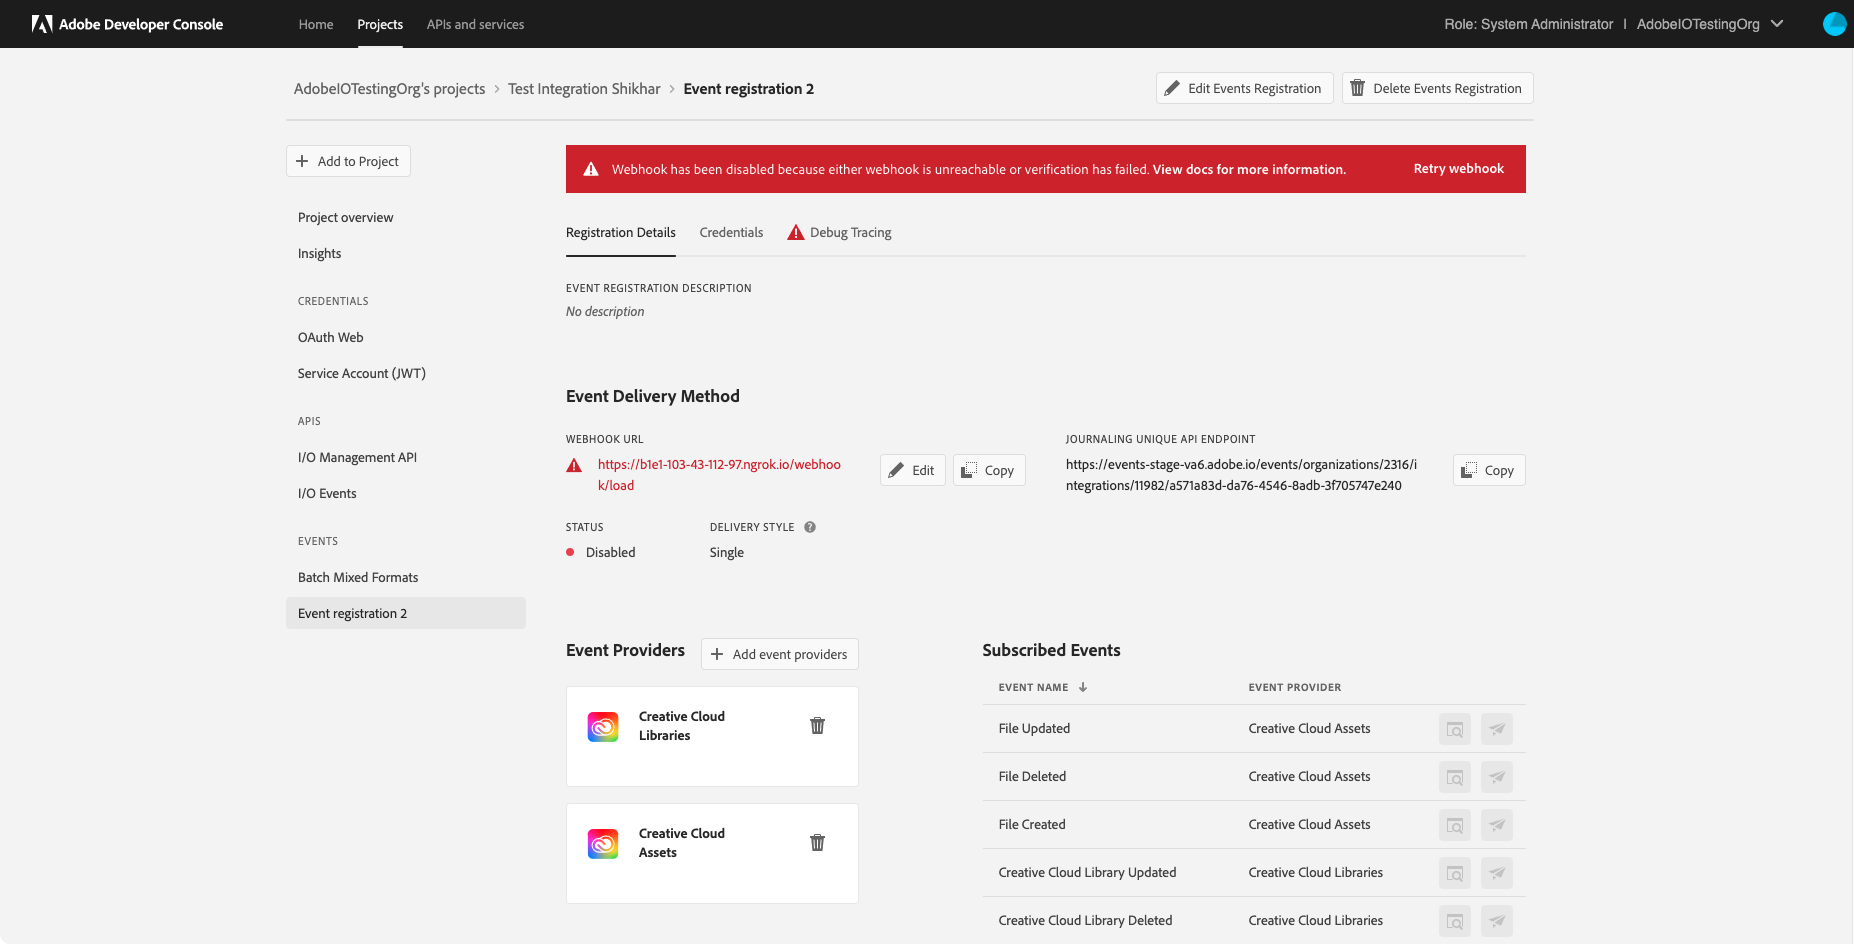 Adobe Developer Console
Home
Projects
APIs and services
Role: System Administrator | AdobeIOTestingOrg
AdobeIOTestingOrg's projects > Test Integration Shikhar > Event registration 2
Edit Events Registration
Delete Events Registration
Add to Project
Project overview
Insights
CREDENTIALS
OAuth Web
Service Account (JWT)
APIS
I/O Management API
I/O Events
EVENTS
Batch Mixed Formats
Event registration 2
Webhook has been disabled because either webhook is unreachable or verification has failed. View docs for more information.
Retry webhook
Registration Details
Credentials
Debug Tracing
EVENT REGISTRATION DESCRIPTION
No description
Event Delivery Method
WEBHOOK URL
https://b1e1-103-43-112-97.ngrok.io/webhoo
k/load
Edit
Copy
JOURNALING UNIQUE API ENDPOINT
https://events-stage-va6.adobe.io/events/organizations/2316/i
ntegrations/11982/a571a83d-da76-4546-8adb-3f705747e240
Copy
STATUS
Disabled
DELIVERY STYLE ?
Single
Event Providers
Add event providers
Creative Cloud
Libraries
Creative Cloud
Assets
Subscribed Events
EVENT NAME
EVENT PROVIDER
File Updated
Creative Cloud Assets
File Deleted
Creative Cloud Assets
File Created
Creative Cloud Assets
Creative Cloud Library Updated
Creative Cloud Libraries
Creative Cloud Library Deleted
Creative Cloud Libraries